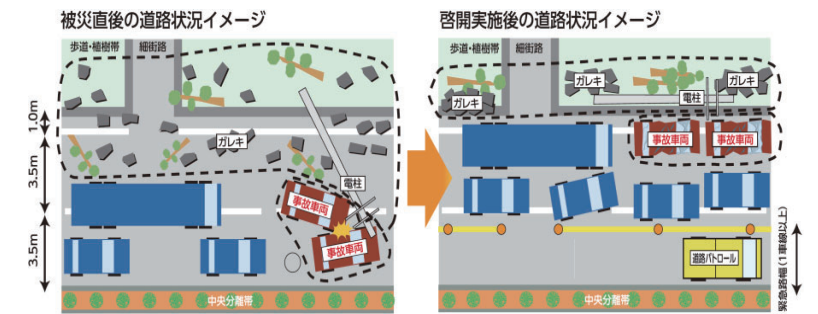 被災直後の道路状況イメージ
歩道・植樹帯
細街路
1.0m
3.5m
3.5m
ガレキ
電柱
事故車両
事故車両
中央分離帯
啓開実施後の道路状況イメージ
歩道・植樹帯
細街路
ガレキ
ガレキ
ガレキ
電柱
事故車両
事故車両
道路パトロール
緊急路幅(1車線以上)
中央分離帯